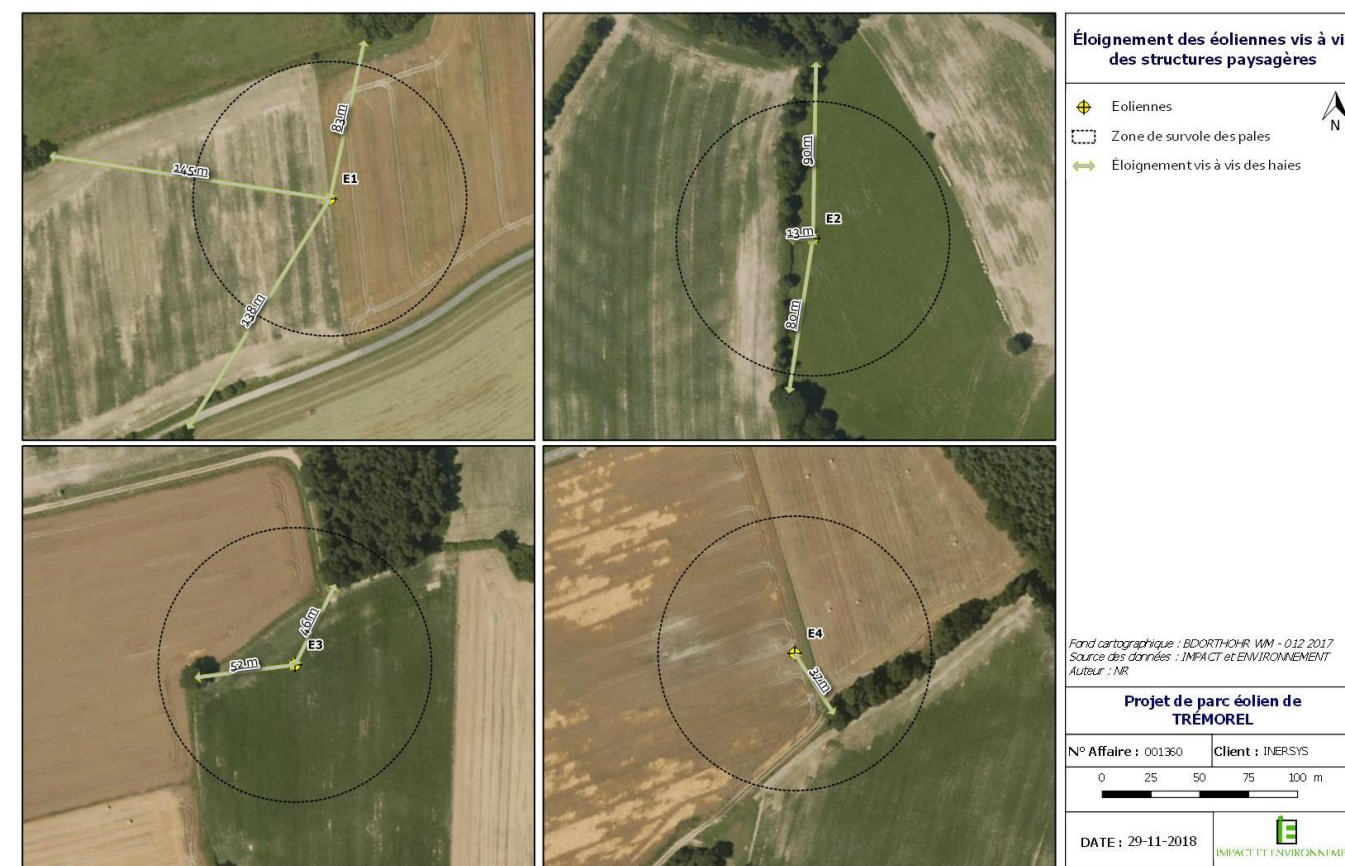 83 m
145 m
E1
138 m
90 m
E2
13 m
80 m
46 m
E3
52 m
E4
37 m
Éloignement des éoliennes vis à vi
des structures paysagères
Eoliennes
N
Zone de survole des pales
Éloignement vis à vis des haies
Fond cartographique : BDORTHOHR WM - 012 2017
Source des données : IMPACT et ENVIRONNEMENT
Auteur : NR
Projet de parc éolien de
TRÉMOREL
N° Affaire : 001360 Client : INERSYS
0 25 50 75 100 m
DATE : 29-11-2018
IMPACT ET ENVIRONNEME